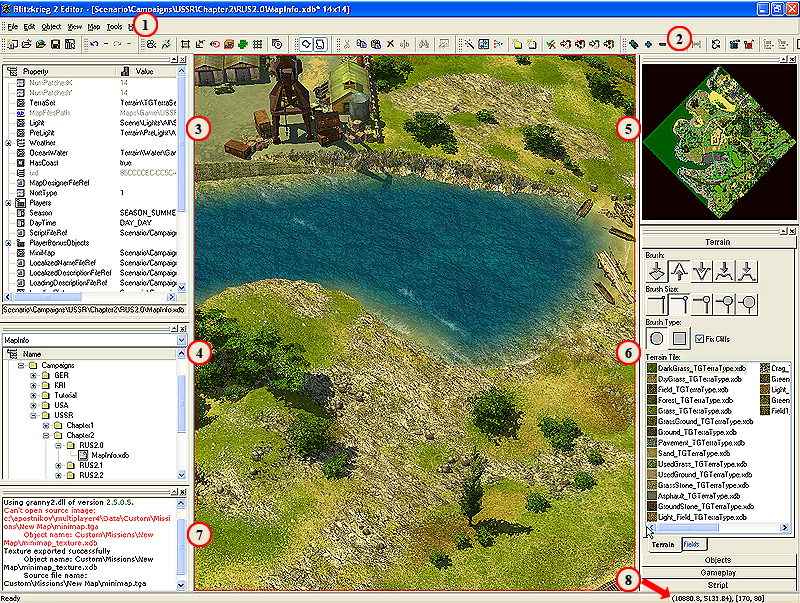 Blitzkrieg 2 Editor - [Scenario\Campaigns\USSR\Chapter2\RUS2.0\MapInfo.xdb* 14x14]
File Edit Object View Map Tools
1
2
Property Value
NumPatchesX 14
NumPatchesY 14
TerraSet Terrain\TGTerraSe
MapFilesPath Maps\Game\USSR
Light Scene\Lights\All\S
PreLight Terrain\PreLight\A
Weather
OceanWater Terrain\Water\Gar
HasCoast true
uid 85CCCCEC-CC5C-4
MapDesignerFileRef
NortType 1
Players
Season SEASON_SUMME
DayTime DAY_DAY
ScriptFileRef Scenario/Campaign
PlayerBonusObjects
MiniMap Scenario\Campaign
LocalizedNameFileRef Scenario/Campaign
LocalizedDescriptionFileRef Scenario/Campaign
LoadingDescriptionFileRef Scenario/Campaign
Scenario\Campaigns\USSR\Chapter2\RUS2.0\MapInfo.xdb
3
MapInfo
Name
Campaigns
GER
KRI
Tutorial
USA
USSR
Chapter1
Chapter2
RUS2.0
MapInfo.xdb
RUS2.1
RUS2.2
4
Using granny2.dll of version 2.5.0.5.
Can't open source image:
c:\apostnikov\multiplayer4\Data\Custom\Missi
ons\New Map\minimap.tga
Object name: Custom\Missions\New
Map\minimap_texture.xdb
Texture exported successfully
Object name: Custom\Missions\New
Map\minimap_texture.xdb
Source file name:
Custom\Missions\New Map\minimap.tga
7
5
Terrain
Brush:
Brush Size:
Brush Type:
Fix Cliffs
6
Terrain Tile:
DarkGrass_TGTerraType.xdb Drag_
DayGrass_TGTerraType.xdb Green
Field_TGTerraType.xdb Light_
Forest_TGTerraType.xdb Green
Grass_TGTerraType.xdb Field1
GrassGround_TGTerraType.xdb
Ground_TGTerraType.xdb
Pavement_TGTerraType.xdb
Sand_TGTerraType.xdb
UsedGrass_TGTerraType.xdb
UsedGround_TGTerraType.xdb
GrassStone_TGTerraType.xdb
Asphault_TGTerraType.xdb
GroundStone_TGTerraType.xdb
Light_Field_TGTerraType.xdb
Terrain Fields
Objects
Gameplay
Script
8
Ready
(10880.8, 5131.84), [170, 80]